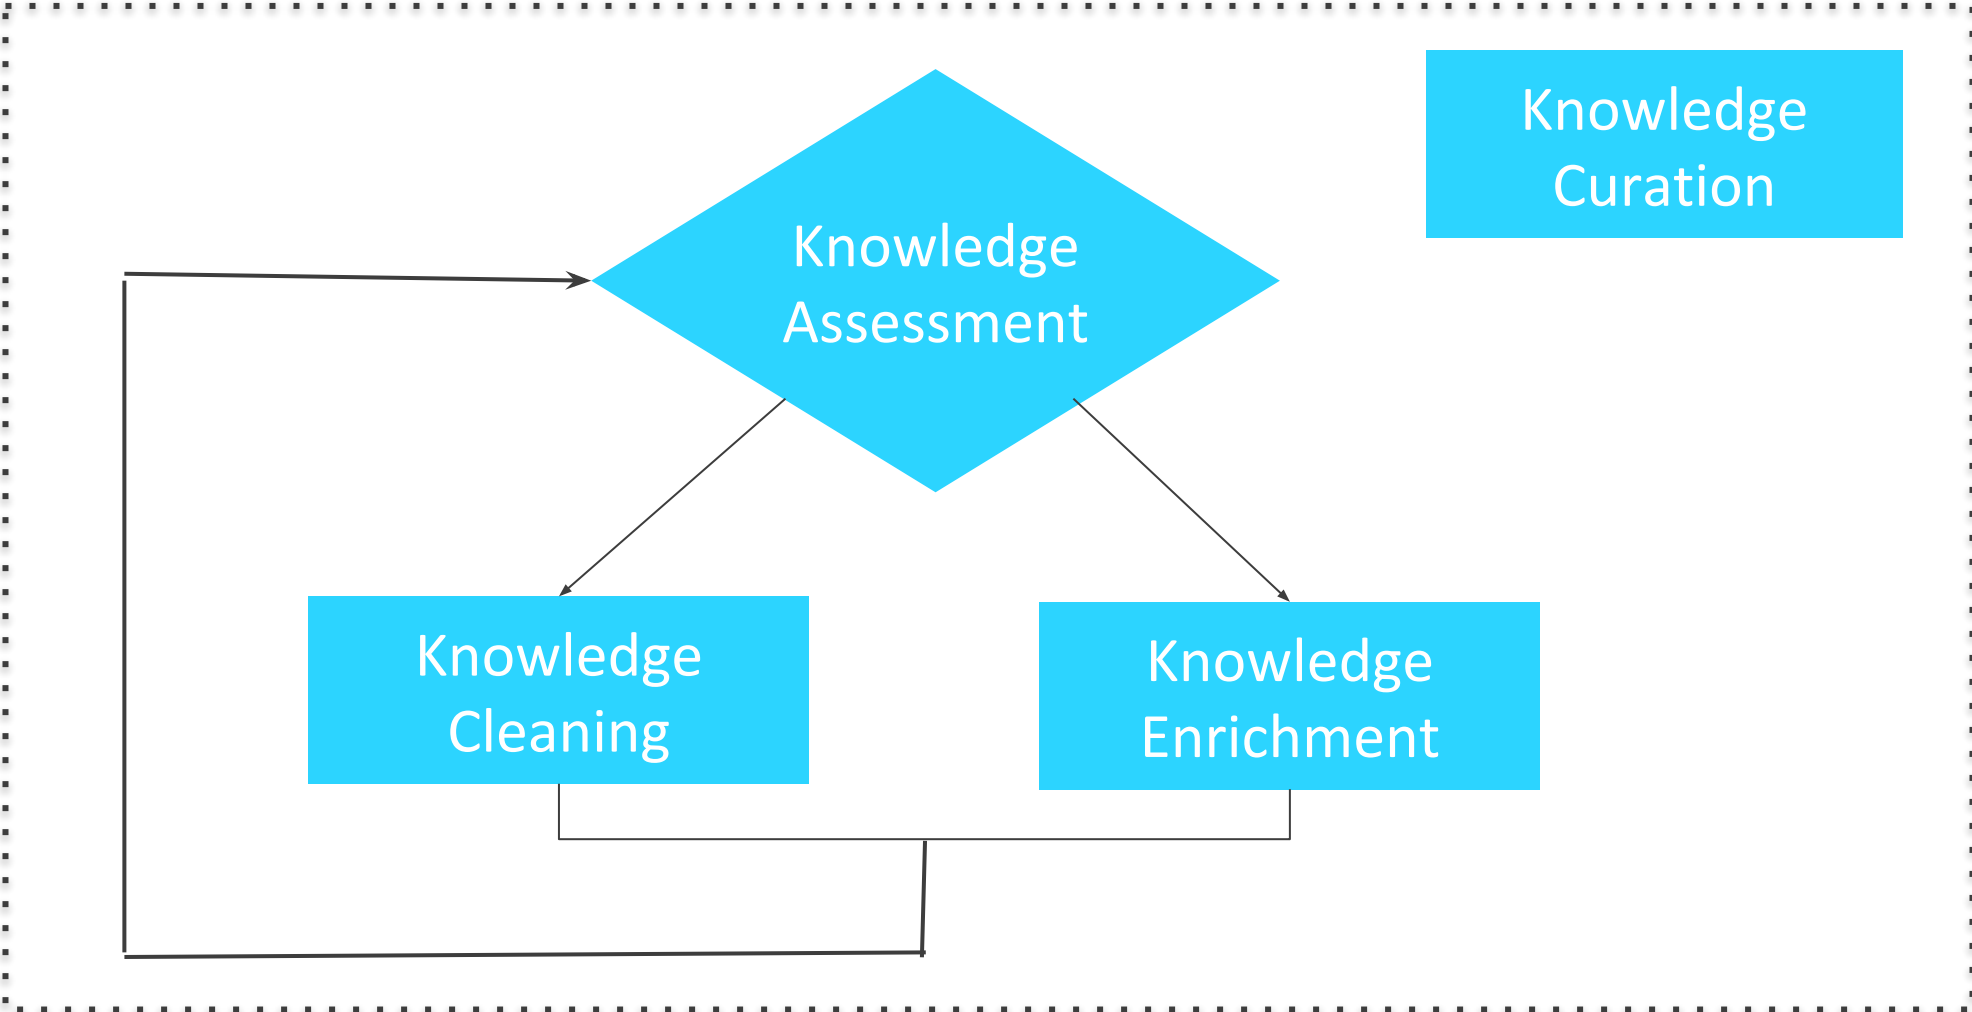 Knowledge
Curation
Knowledge
Assessment
Knowledge
Cleaning
Knowledge
Enrichment